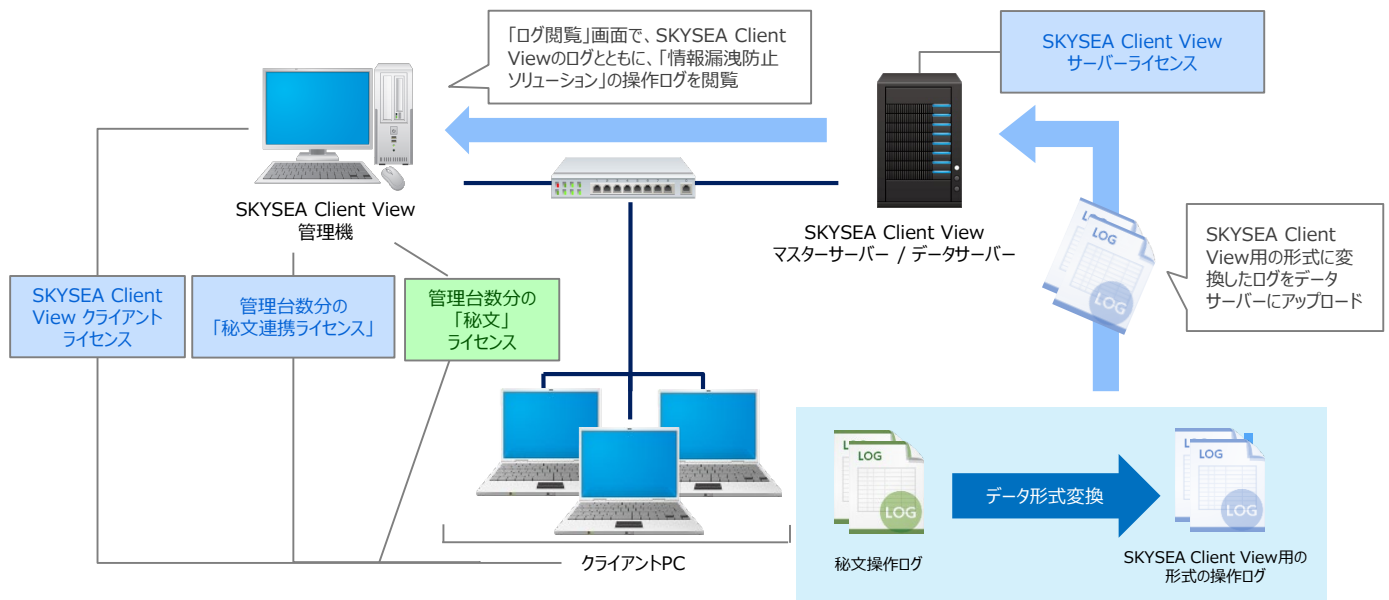 「ログ閲覧」画面で、SKYSEA Client
Viewのログとともに、「情報漏洩防止
ソリューション」の操作ログを閲覧
SKYSEA Client View
サーバーライセンス
SKYSEA Client View
管理機
SKYSEA Client View
マスターサーバー / データサーバー
LOG
LOG
LOG
SKYSEA Client
View用の形式に変
換したログをデータ
サーバーにアップロード
SKYSEA Client
View クライアント
ライセンス
管理台数分の
「秘文連携ライセンス」
管理台数分の
「秘文」
ライセンス
クライアントPC
LOG
LOG
秘文操作ログ
データ形式変換
LOG
LOG
SKYSEA Client View用の
形式の操作ログ